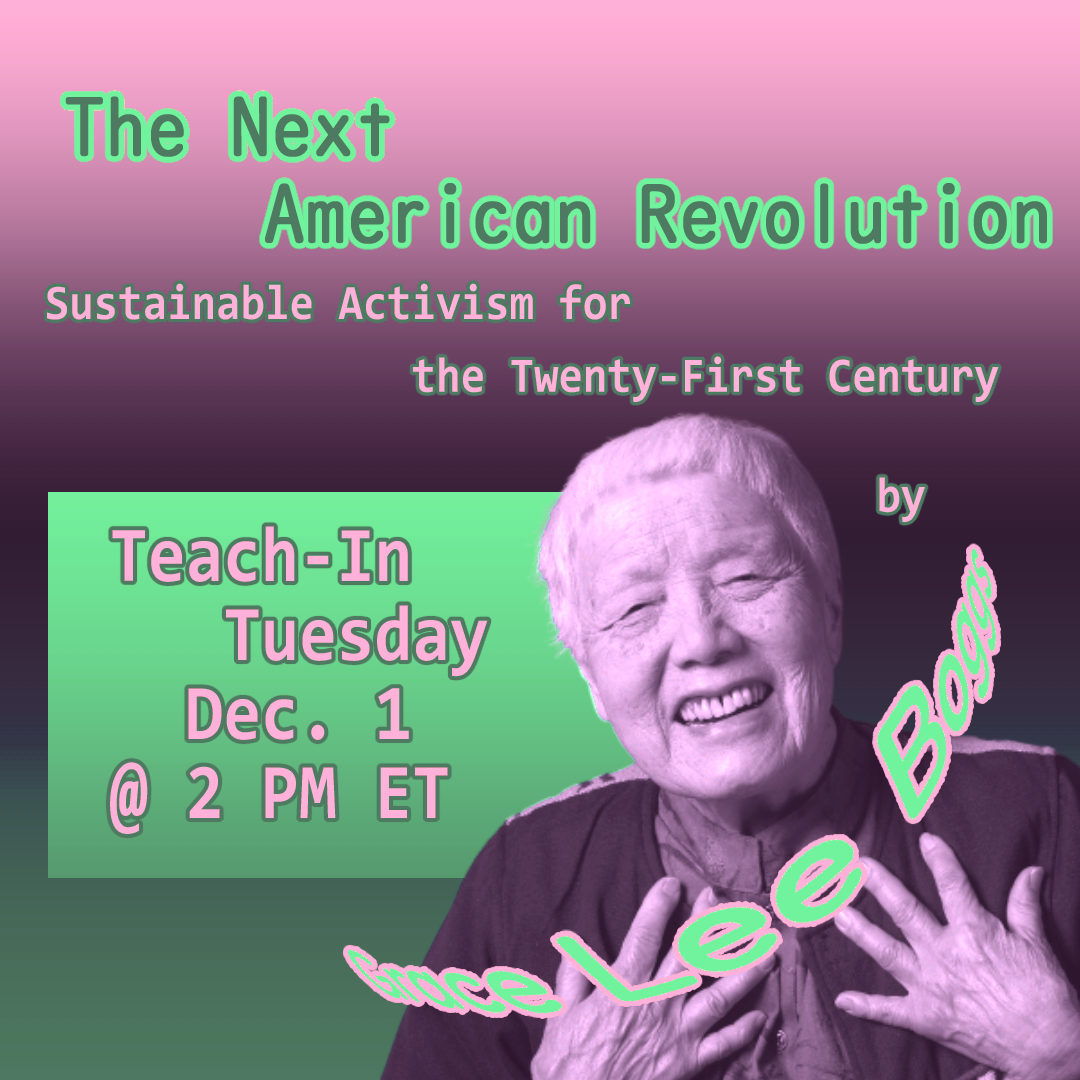 The Next
American Revolution
Sustainable Activism for
the Twenty-First Century
by
Grace Lee Boggs
Teach-In
Tuesday
Dec. 1
@ 2 PM ET